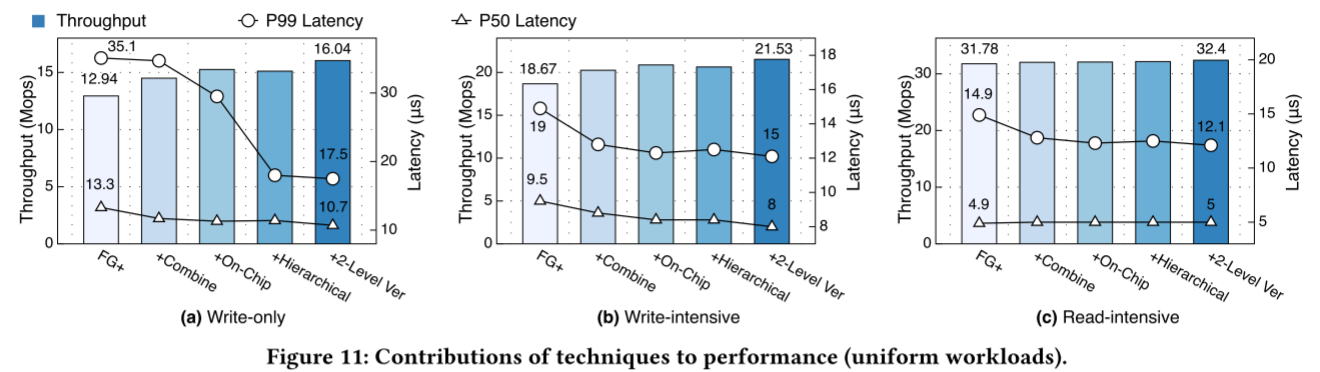 Throughput P99 Latency P50 Latency
Throughput (Mops)
15
10
5
0
12.94
35.1
13.3
16.04
17.5
10.7
30
20
10
Latency (µs)
FG+
+Combine
+On-Chip
+Hierarchical
+2-Level Ver
(a) Write-only
Throughput (Mops)
20
15
10
5
0
18.67
19
9.5
21.53
15
8
18
16
14
12
10
8
Latency (µs)
FG+
+Combine
+On-Chip
+Hierarchical
+2-Level Ver
(b) Write-intensive
Throughput (Mops)
30
20
10
0
31.78
14.9
4.9
32.4
12.1
5
20
15
10
5
Latency (µs)
FG+
+Combine
+On-Chip
+Hierarchical
+2-Level Ver
(c) Read-intensive
Figure 11: Contributions of techniques to performance (uniform workloads).